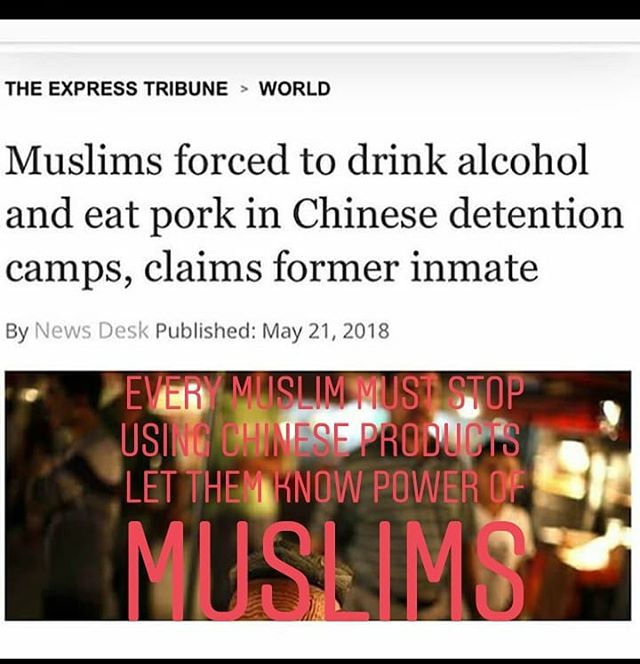 THE EXPRESS TRIBUNE > WORLD
Muslims forced to drink alcohol
and eat pork in Chinese detention
camps, claims former inmate
By News Desk Published: May 21, 2018
EVERY MUSLIM MUST STOP
USING CHINESE PRODUCTS
LET THEM KNOW POWER OF
MUSLIMS